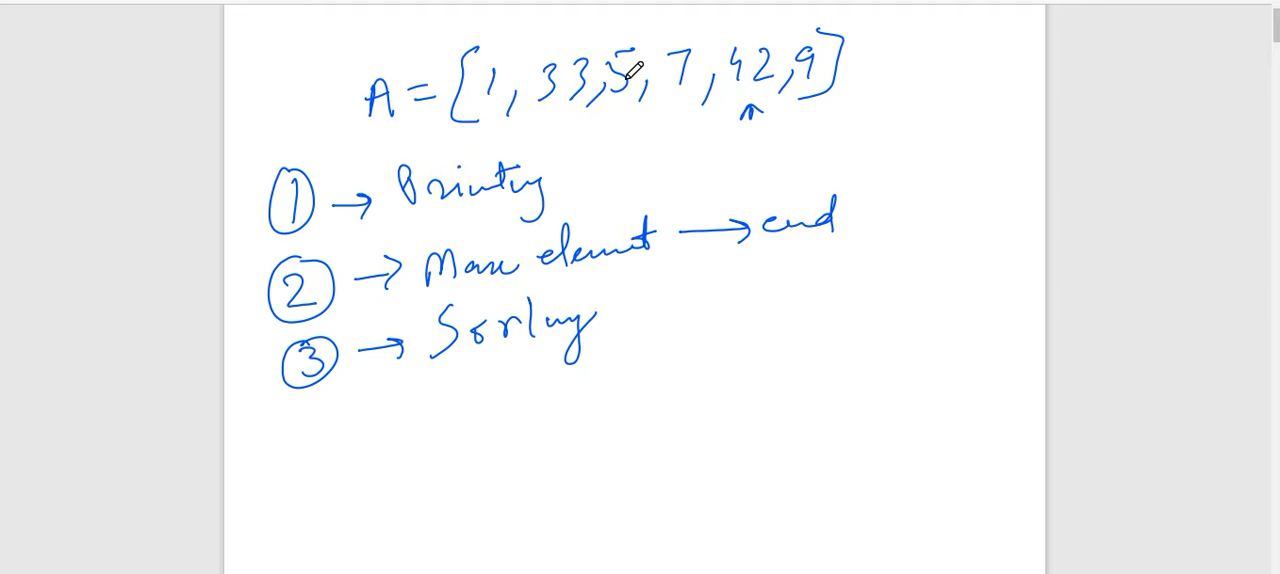 A = [1, 33, 5, 7, 42, 9]
1 → Printing
2 → Max element → end
3 → Sorting